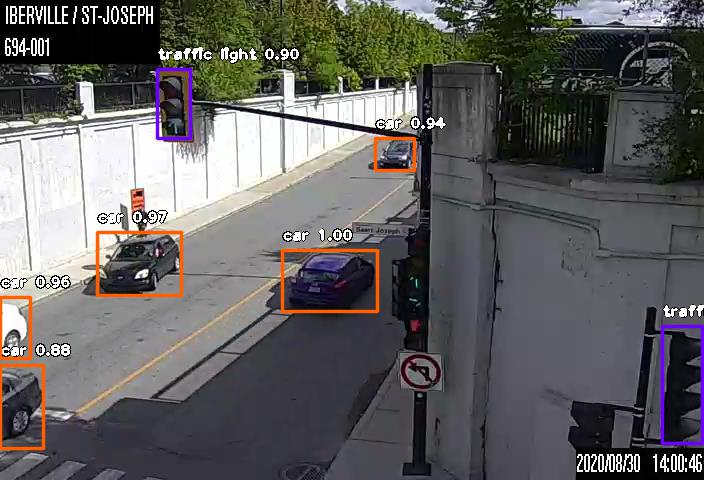 IBERVILLE / ST-JOSEPH
694-001
traffic light 0.90
car 0.94
car 0.97
car 1.00
Saint Joseph
car 0.96
traff
car 0.88
2020/08/30 14:00:46